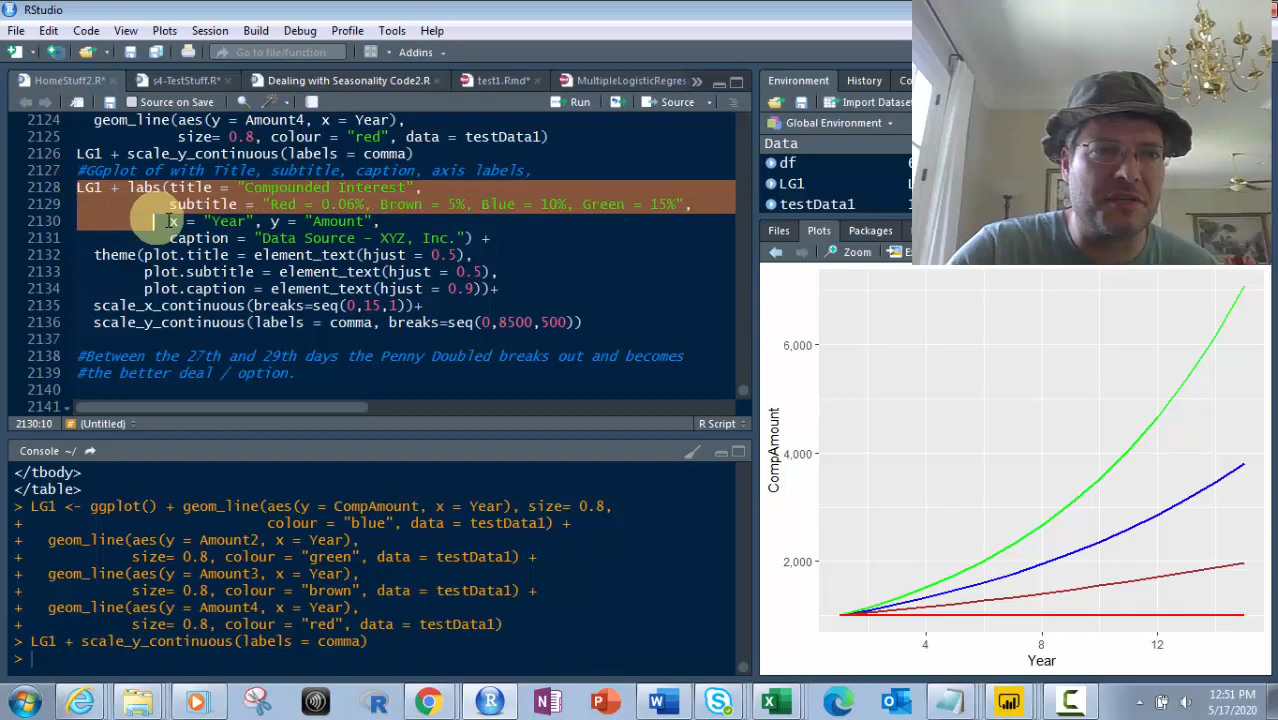 RStudio
File Edit Code View Plots Session Build Debug Profile Tools Help
Go to file/function Addins
HomeStuff2.R* s4-TestStuff.R* Dealing with Seasonality Code2.R test1.Rmd* MultipleLogisticRegres
Source on Save Run Source
2124 geom_line(aes(y = Amount4, x = Year),
2125 size= 0.8, colour = "red", data = testData1)
2126 LG1 + scale_y_continuous(labels = comma)
2127 #GGplot of with Title, subtitle, caption, axis labels,
2128 LG1 + labs(title = "Compounded Interest",
2129 subtitle = "Red = 0.06%, Brown = 5%, Blue = 10%, Green = 15%",
2130 x = "Year", y = "Amount",
2131 caption = "Data Source - XYZ, Inc.") +
2132 theme(plot.title = element_text(hjust = 0.5),
2133 plot.subtitle = element_text(hjust = 0.5),
2134 plot.caption = element_text(hjust = 0.9))+
2135 scale_x_continuous(breaks=seq(0,15,1))+
2136 scale_y_continuous(labels = comma, breaks=seq(0,8500,500))
2137
2138 #Between the 27th and 29th days the Penny Doubled breaks out and becomes
2139 #the better deal / option.
2140
2141
2130:10 # (Untitled) R Script
Console ~/
</tbody>
</table>
> LG1 <- ggplot() + geom_line(aes(y = CompAmount, x = Year), size= 0.8,
+ colour = "blue", data = testData1) +
+ geom_line(aes(y = Amount2, x = Year),
+ size= 0.8, colour = "green", data = testData1) +
+ geom_line(aes(y = Amount3, x = Year),
+ size= 0.8, colour = "brown", data = testData1) +
+ geom_line(aes(y = Amount4, x = Year),
+ size= 0.8, colour = "red", data = testData1)
> LG1 + scale_y_continuous(labels = comma)
>
Environment History Co
Import Dataset
Global Environment
Data
df
LG1
testData1
Files Plots Packages
Zoom
6,000
4,000
2,000
CompAmount
4 8 12
Year
12:51 PM
5/17/2020